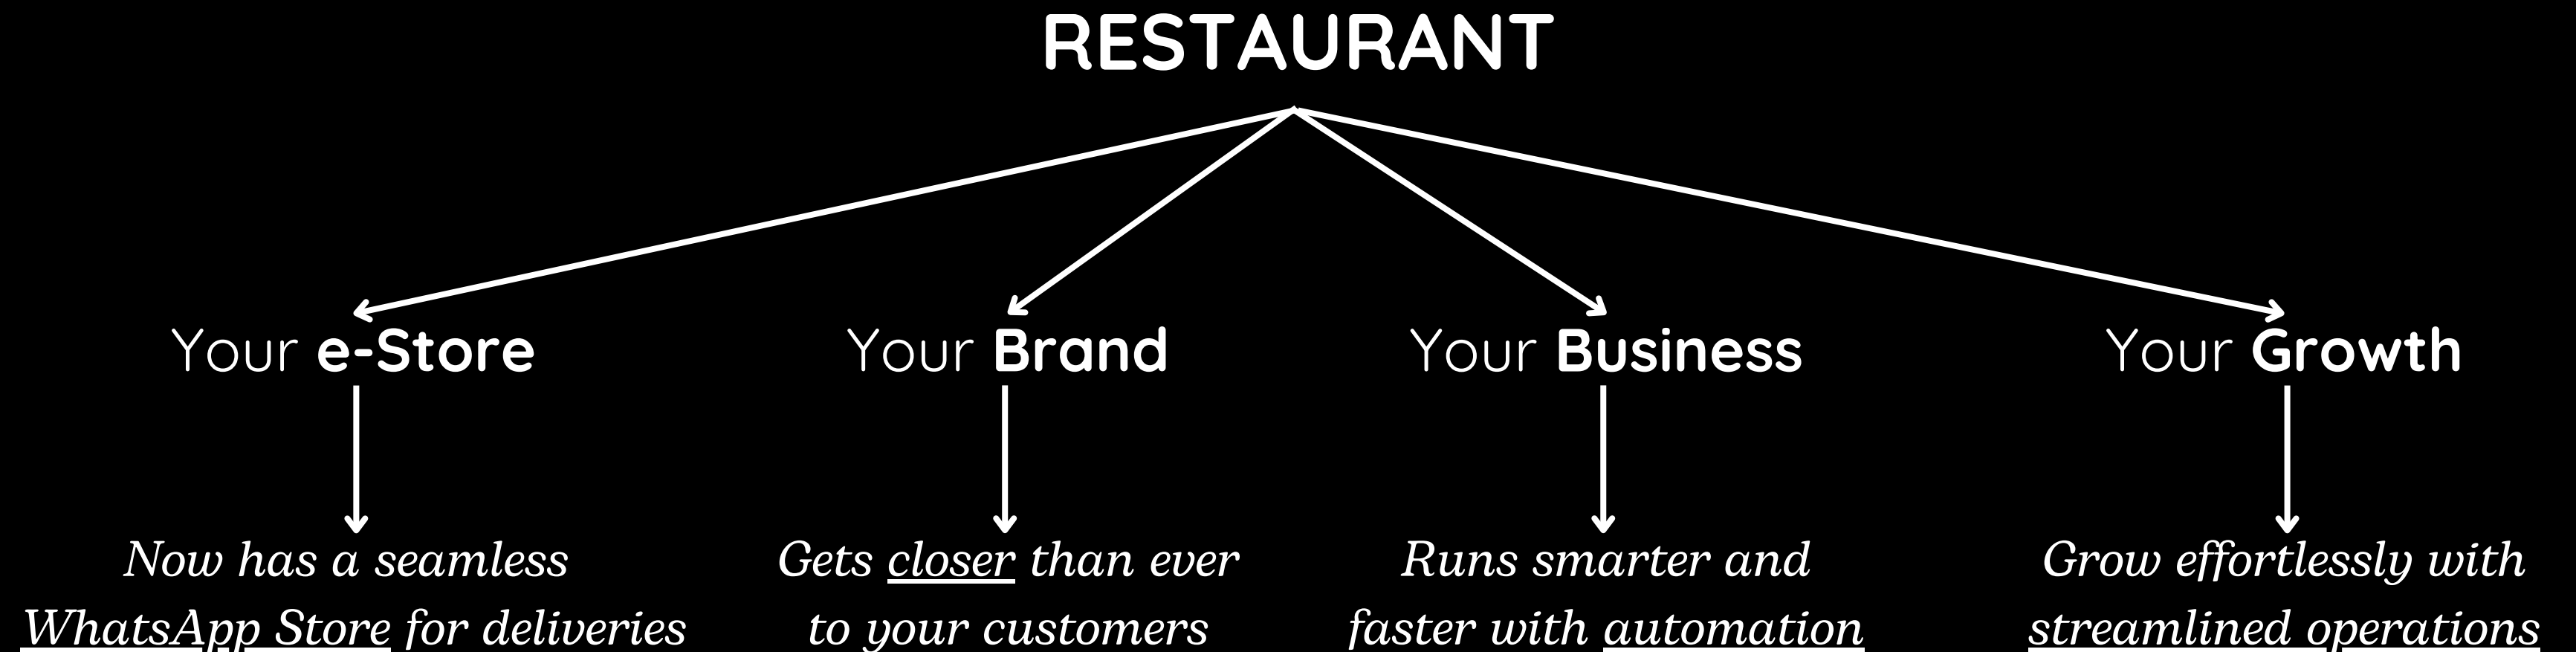 RESTAURANT
Your e-Store
Your Brand
Your Business
Your Growth
Now has a seamless
WhatsApp Store for deliveries
Gets closer than ever
to your customers
Runs smarter and
faster with automation
Grow effortlessly with
streamlined operations